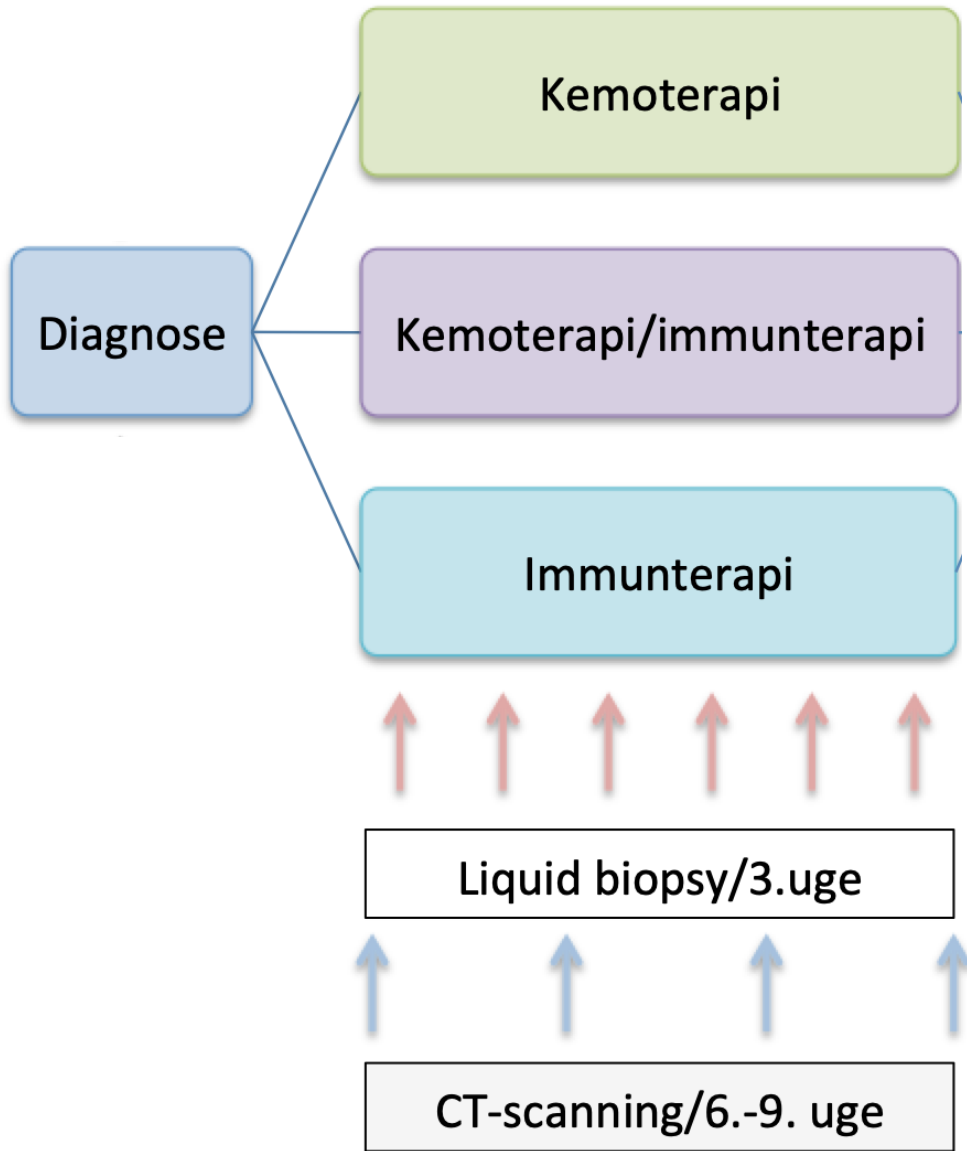 Kemoterapi
Diagnose
Kemoterapi/immunterapi
Immunterapi
Liquid biopsy/3.uge
CT-scanning/6.-9. uge